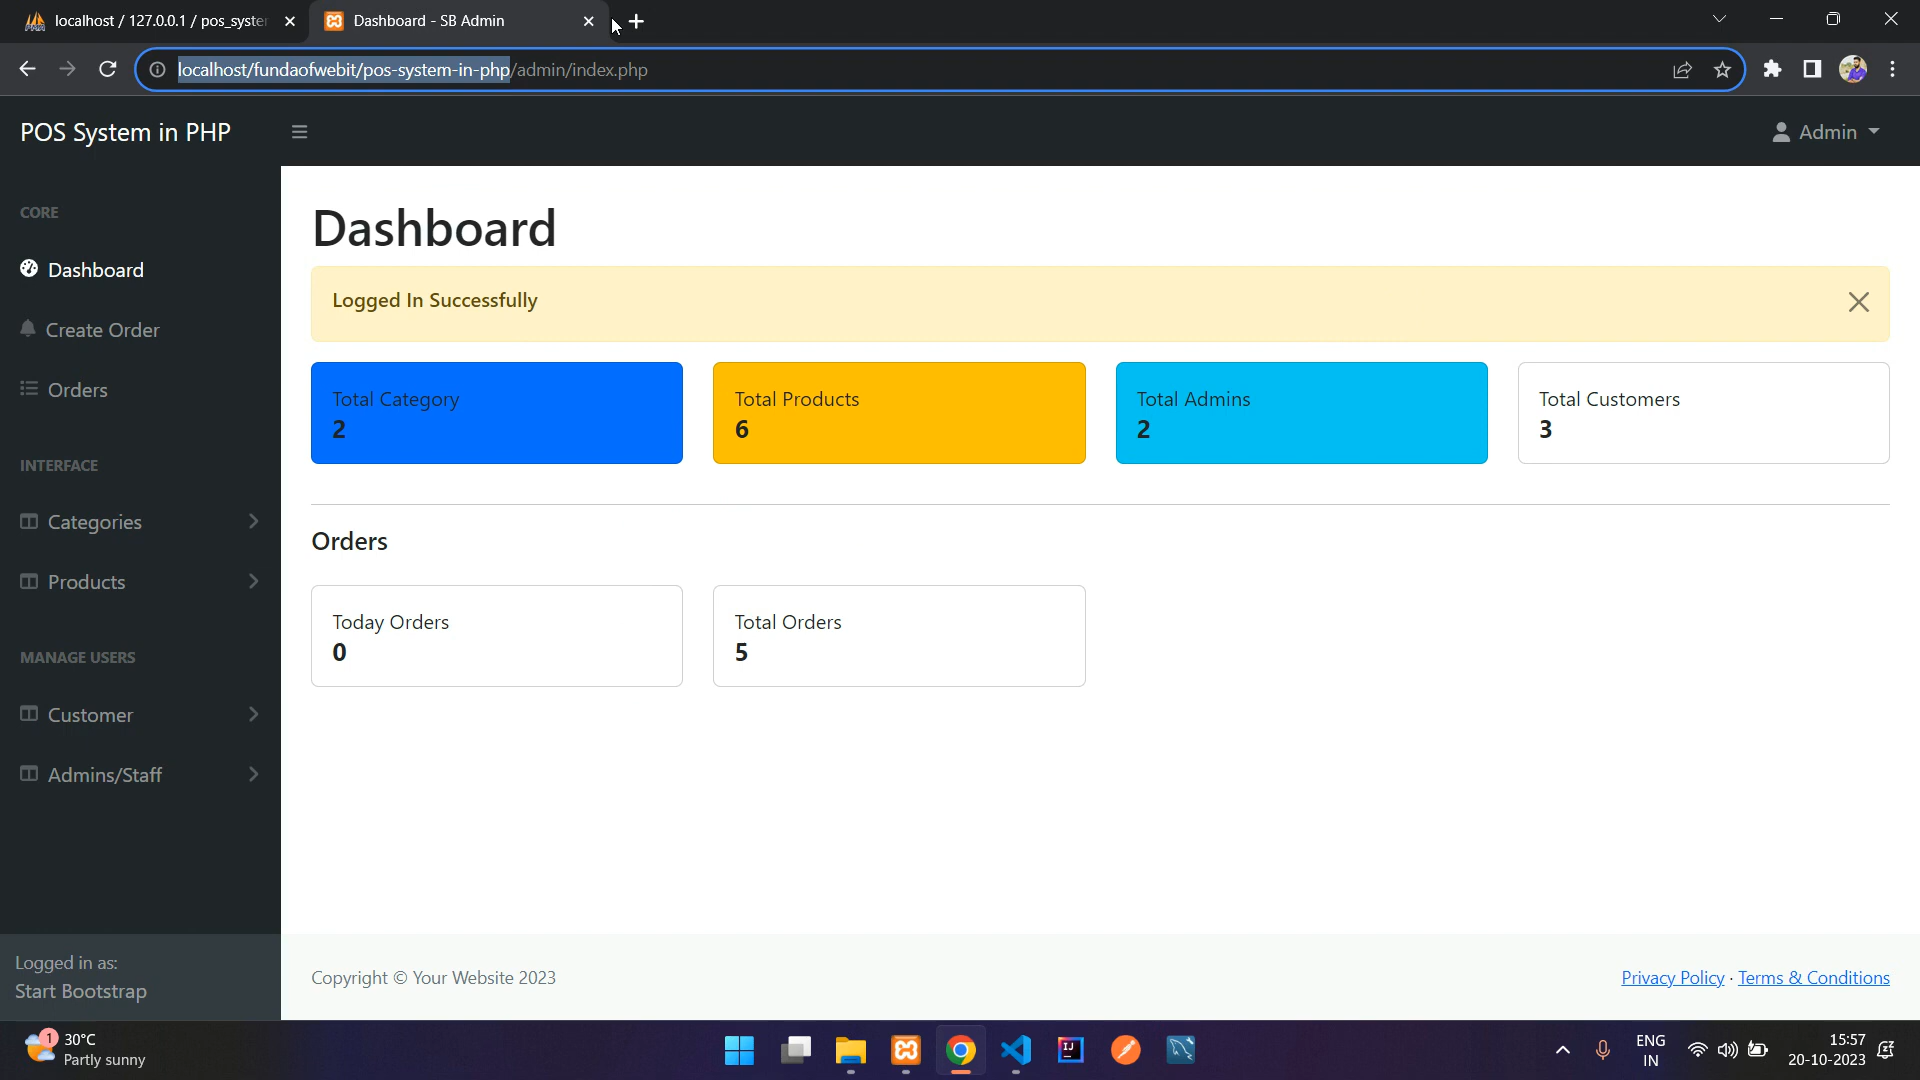 localhost / 127.0.0.1 / pos_syste
Dashboard - SB Admin
localhost/fundaofwebit/pos-system-in-php/admin/index.php
POS System in PHP
Admin
CORE
Dashboard
Create Order
Orders
INTERFACE
Categories
Products
MANAGE USERS
Customer
Admins/Staff
Logged in as:
Start Bootstrap
Dashboard
Logged In Successfully
Total Category
2
Total Products
6
Total Admins
2
Total Customers
3
Orders
Today Orders
0
Total Orders
5
Copyright © Your Website 2023
Privacy Policy · Terms & Conditions
1
30°C
Partly sunny
IJ
ENG
IN
15:57
20-10-2023